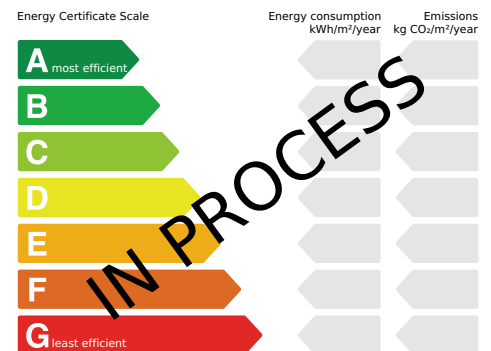 Energy Certificate Scale
Energy consumption
kWh/m²/year
Emissions
kg CO₂/m²/year
A most efficient
B
C
D
E
F
G least efficient
IN PROCESS